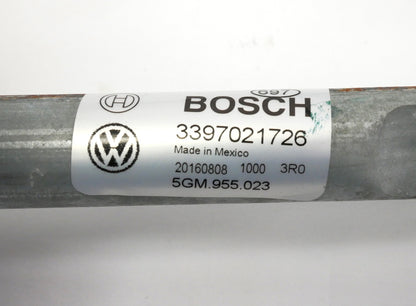 697
BOSCH
3397021726
Made in Mexico
20160808 1000 3R0
5GM.955.023